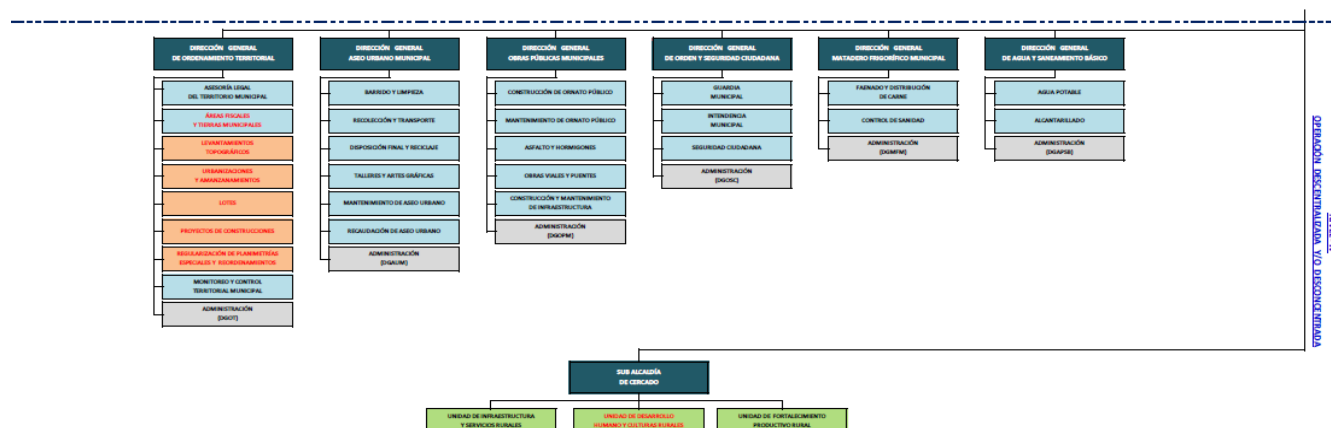 DIRECCIÓN GENERAL
DE ORDENAMIENTO TERRITORIAL
ASESORÍA LEGAL
DEL TERRITORIO MUNICIPAL
ÁREAS FISCALES
Y TIERRAS MUNICIPALES
LEVANTAMIENTOS
TOPOGRÁFICOS
URBANIZACIONES
Y AMANZANAMIENTOS
LOTES
PROYECTOS DE CONSTRUCCIONES
REGULARIZACIÓN DE PLANIMETRÍAS
ESPECIALES Y REORDENAMIENTOS
MONITOREO Y CONTROL
TERRITORIAL MUNICIPAL
ADMINISTRACIÓN
(DGOT)
DIRECCIÓN GENERAL
ASEO URBANO MUNICIPAL
BARRIDO Y LIMPIEZA
RECOLECCIÓN Y TRANSPORTE
DISPOSICIÓN FINAL Y RECICLAJE
TALLERES Y ARTES GRÁFICAS
MANTENIMIENTO DE ASEO URBANO
RECAUDACIÓN DE ASEO URBANO
ADMINISTRACIÓN
(DGAUM)
DIRECCIÓN GENERAL
OBRAS PÚBLICAS MUNICIPALES
CONSTRUCCIÓN DE ORNATO PÚBLICO
MANTENIMIENTO DE ORNATO PÚBLICO
ASFALTO Y HORMIGONES
OBRAS VIALES Y PUENTES
CONSTRUCCIÓN Y MANTENIMIENTO
DE INFRAESTRUCTURA
ADMINISTRACIÓN
(DGOPM)
DIRECCIÓN GENERAL
DE ORDEN Y SEGURIDAD CIUDADANA
GUARDIA
MUNICIPAL
INTENDENCIA
MUNICIPAL
SEGURIDAD CIUDADANA
ADMINISTRACIÓN
(DGOSC)
DIRECCIÓN GENERAL
MATADERO FRIGORÍFICO MUNICIPAL
FAENADO Y DISTRIBUCIÓN
DE CARNE
CONTROL DE SANIDAD
ADMINISTRACIÓN
(DGMFM)
DIRECCIÓN GENERAL
DE AGUA Y SANEAMIENTO BÁSICO
AGUA POTABLE
ALCANTARILLADO
ADMINISTRACIÓN
(DGAPSB)
OPERACIÓN DESCENTRALIZADA Y/O DESCONCENTRADA
SUB ALCALDÍA
DE CERCADO
UNIDAD DE INFRAESTRUCTURA
Y SERVICIOS RURALES
UNIDAD DE DESARROLLO
HUMANO Y CULTURAS RURALES
UNIDAD DE FORTALECIMIENTO
PRODUCTIVO RURAL